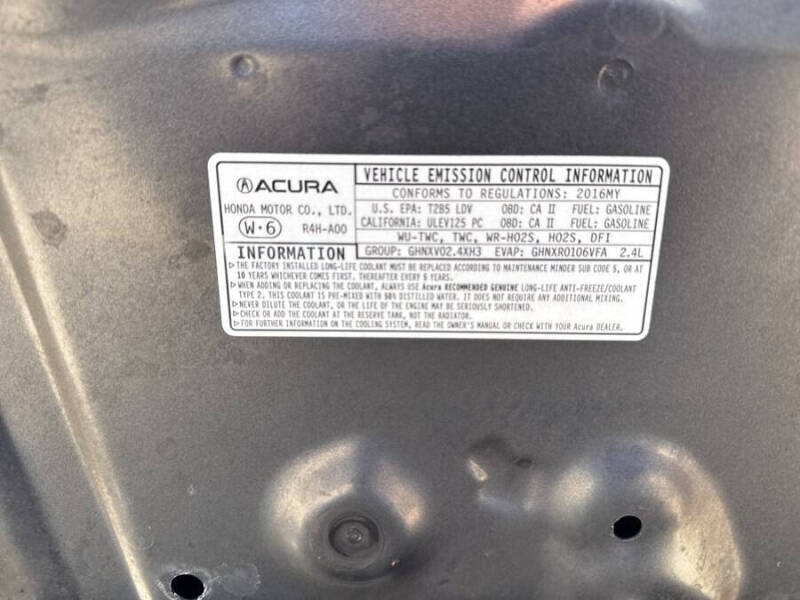 ACURA
HONDA MOTOR CO., LTD.
W·6 R4H-A00
VEHICLE EMISSION CONTROL INFORMATION
CONFORMS TO REGULATIONS: 2016MY
U.S. EPA: T2B5 LDV OBD: CA II FUEL: GASOLINE
CALIFORNIA: ULEV125 PC OBD: CA II FUEL: GASOLINE
WU-TWC, TWC, WR-HO2S, HO2S, DFI
GROUP: GHNXV02.4XH3 EVAP: GHNXR0106VFA 2.4L
INFORMATION
▷THE FACTORY INSTALLED LONG-LIFE COOLANT MUST BE REPLACED ACCORDING TO MAINTENANCE MINDER SUB CODE 5, OR AT
10 YEARS WHICHEVER COMES FIRST. THEREAFTER EVERY 5 YEARS.
▷WHEN ADDING OR REPLACING THE COOLANT, ALWAYS USE Acura RECOMMENDED GENUINE LONG-LIFE ANTI-FREEZE/COOLANT
TYPE 2. THIS COOLANT IS PRE-MIXED WITH 50% DISTILLED WATER. IT DOES NOT REQUIRE ANY ADDITIONAL MIXING.
▷NEVER DILUTE THE COOLANT, OR THE LIFE OF THE ENGINE MAY BE SERIOUSLY SHORTENED.
▷CHECK OR ADD THE COOLANT AT THE RESERVE TANK, NOT THE RADIATOR.
▷FOR FURTHER INFORMATION ON THE COOLING SYSTEM, READ THE OWNER'S MANUAL OR CHECK WITH YOUR Acura DEALER.